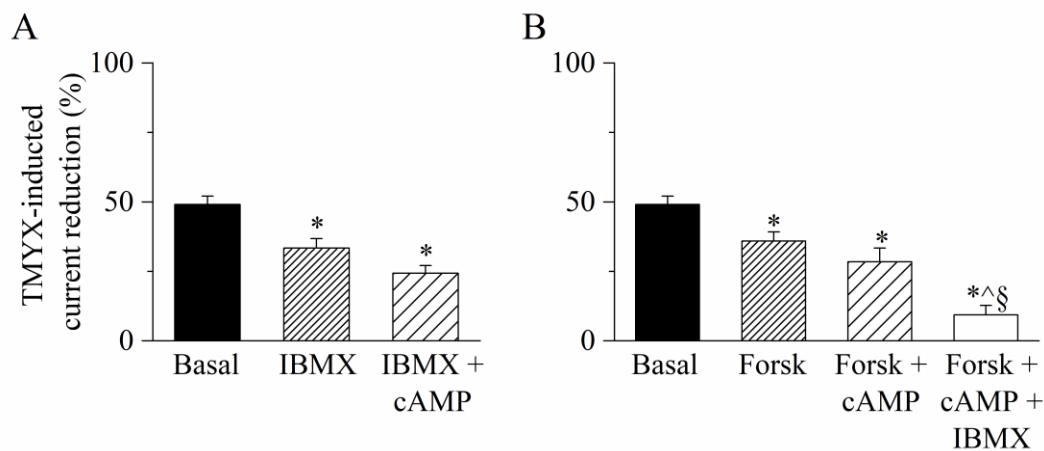 A
B
TMYX-inducted
current reduction (%)
100
50
0
*
*
Basal
IBMX
IBMX +
cAMP
100
50
0
*
*
*^§
Basal
Forsk
Forsk +
cAMP
Forsk +
cAMP +
IBMX